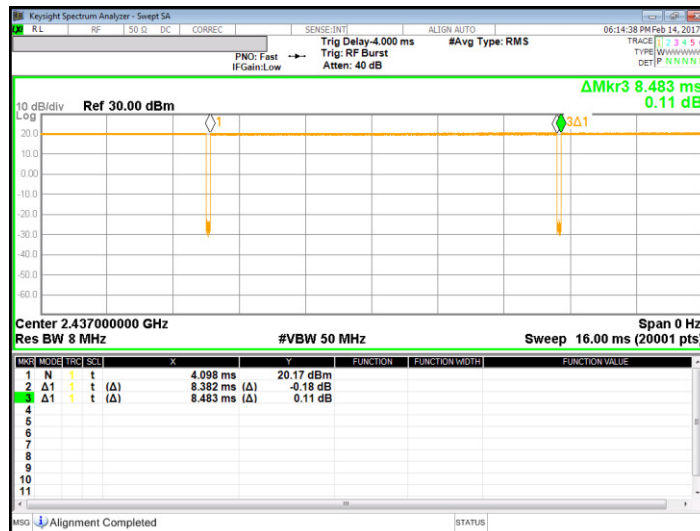 Keysight Spectrum Analyzer - Swept SA
RL RF 50 Ω DC CORREC SENSE:INT ALIGN AUTO 06:14:38 PM Feb 14, 2017
Trig Delay-4.000 ms #Avg Type: RMS TRACE 1 2 3 4 5
PNO: Fast Trig: RF Burst TYPE
IFGain:Low Atten: 40 dB DET P N N N N
ΔMkr3 8.483 ms
10 dB/div Ref 30.00 dBm 0.11 dB
Log
1 3Δ1
20.0
10.0
0.00
-10.0
-20.0
-30.0
-40.0
-50.0
-60.0
Center 2.437000000 GHz Span 0 Hz
Res BW 8 MHz #VBW 50 MHz Sweep 16.00 ms (20001 pts)
MKR MODE TRC SCL X Y FUNCTION FUNCTION WIDTH FUNCTION VALUE
1 N 1 t 4.098 ms 20.17 dBm
2 Δ1 1 t (Δ) 8.382 ms (Δ) -0.18 dB
3 Δ1 1 t (Δ) 8.483 ms (Δ) 0.11 dB
4
5
6
7
8
9
10
11
MSG Alignment Completed STATUS